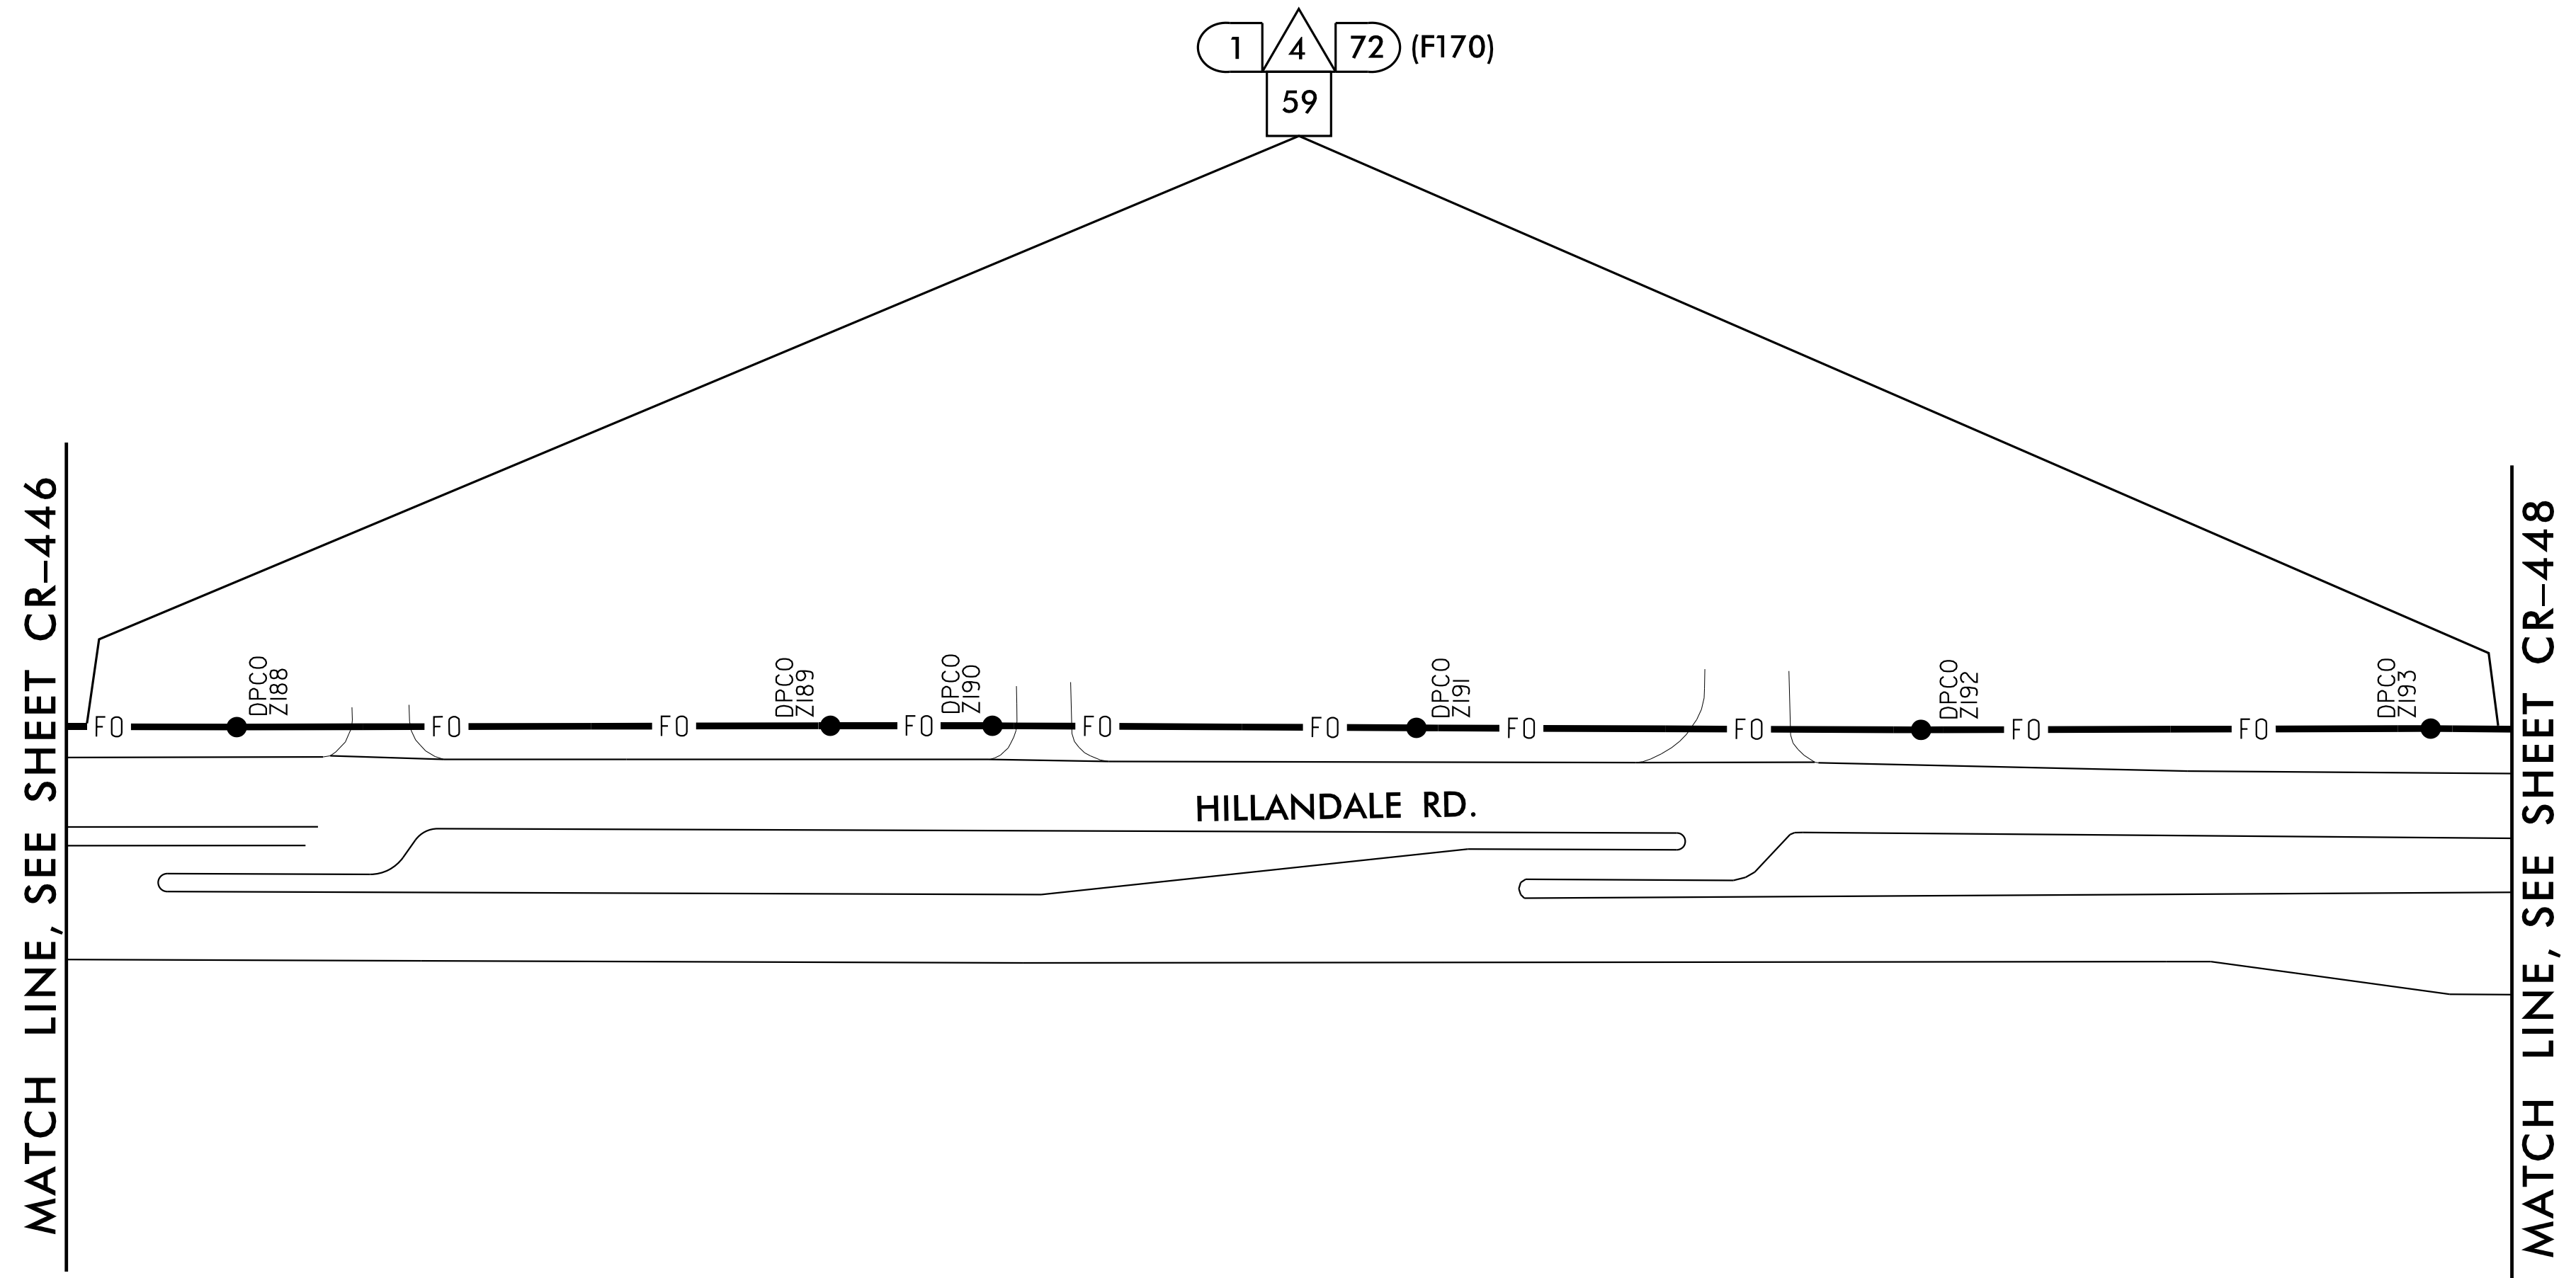 1 4 72 (F170)
59
MATCH LINE, SEE SHEET CR-446
DPCO
Z188
DPCO
Z189
DPCO
Z190
DPCO
Z191
DPCO
Z192
DPCO
Z193
FO FO FO FO FO FO FO FO FO FO
HILLANDALE RD.
MATCH LINE, SEE SHEET CR-448